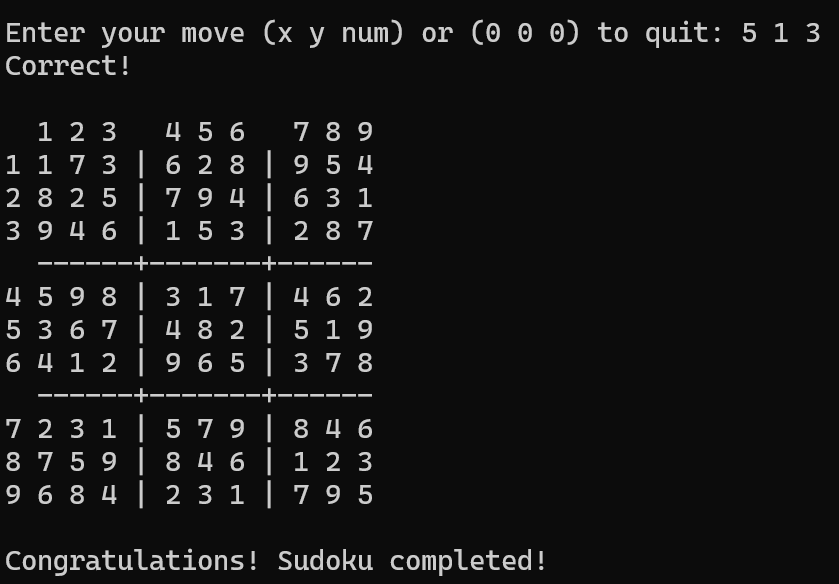 Enter your move (x y num) or (0 0 0) to quit: 5 1 3
Correct!
  1 2 3   4 5 6   7 8 9
1 1 7 3 | 6 2 8 | 9 5 4
2 8 2 5 | 7 9 4 | 6 3 1
3 9 4 6 | 1 5 3 | 2 8 7
  ------+-------+------
4 5 9 8 | 3 1 7 | 4 6 2
5 3 6 7 | 4 8 2 | 5 1 9
6 4 1 2 | 9 6 5 | 3 7 8
  ------+-------+------
7 2 3 1 | 5 7 9 | 8 4 6
8 7 5 9 | 8 4 6 | 1 2 3
9 6 8 4 | 2 3 1 | 7 9 5
Congratulations! Sudoku completed!